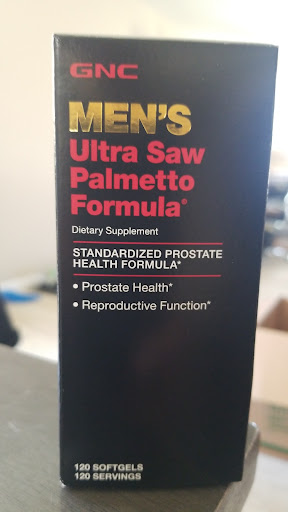 GNC
MEN'S
Ultra Saw
Palmetto
Formula®
Dietary Supplement
STANDARDIZED PROSTATE
HEALTH FORMULA*
• Prostate Health*
• Reproductive Function*
120 SOFTGELS
120 SERVINGS